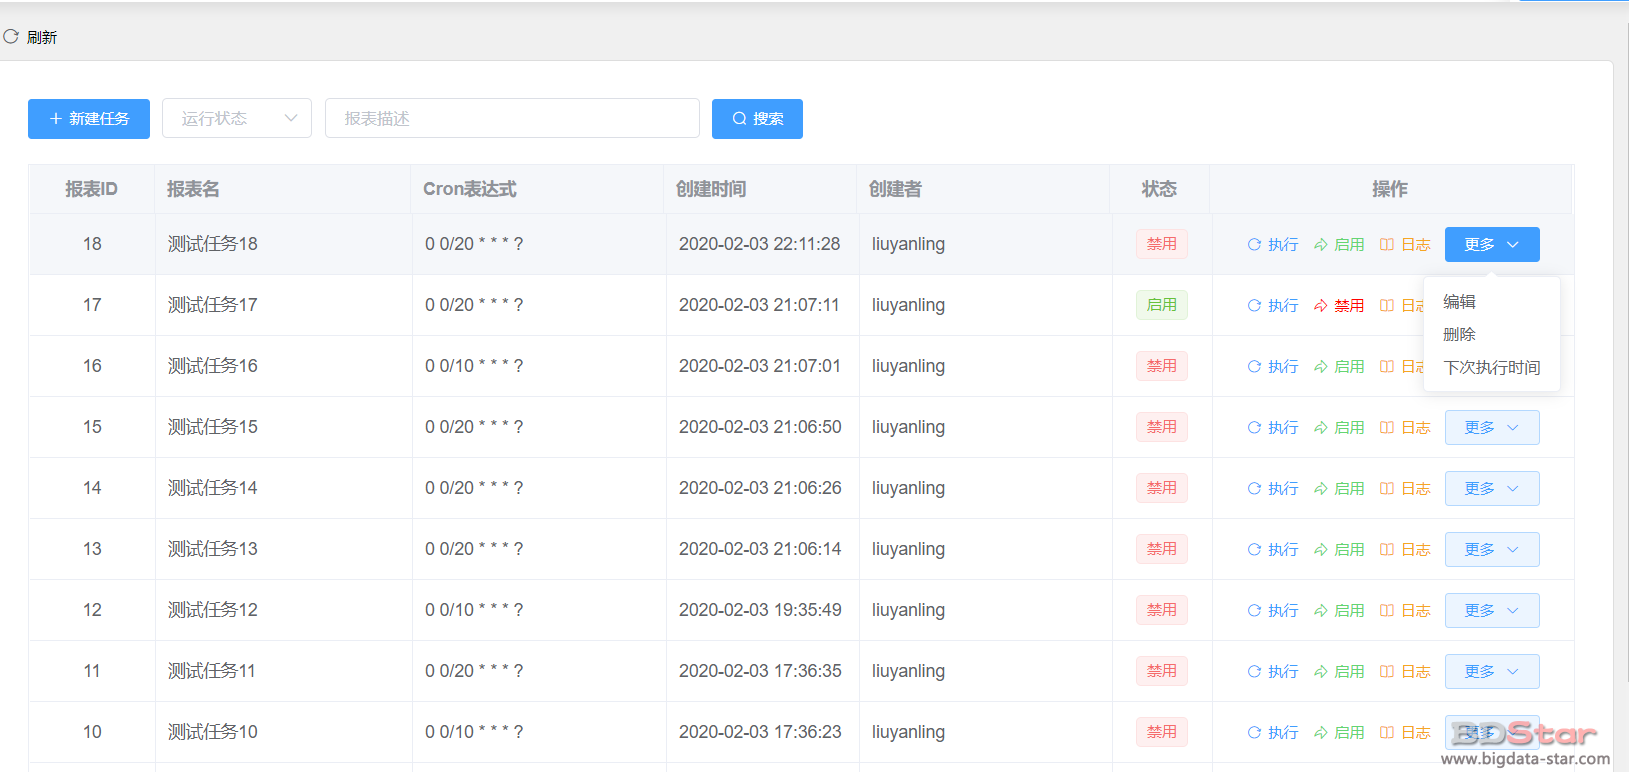 刷新
新建任务 运行状态 报表描述 搜索
报表ID 报表名 Cron表达式 创建时间 创建者 状态 操作
18 测试任务18 0 0/20 * * * ? 2020-02-03 22:11:28 liuyanling 禁用 执行 启用 日志 更多
17 测试任务17 0 0/20 * * * ? 2020-02-03 21:07:11 liuyanling 启用 执行 禁用 日志
编辑
删除
下次执行时间
16 测试任务16 0 0/10 * * * ? 2020-02-03 21:07:01 liuyanling 禁用 执行 启用 日志
15 测试任务15 0 0/20 * * * ? 2020-02-03 21:06:50 liuyanling 禁用 执行 启用 日志 更多
14 测试任务14 0 0/20 * * * ? 2020-02-03 21:06:26 liuyanling 禁用 执行 启用 日志 更多
13 测试任务13 0 0/20 * * * ? 2020-02-03 21:06:14 liuyanling 禁用 执行 启用 日志 更多
12 测试任务12 0 0/10 * * * ? 2020-02-03 19:35:49 liuyanling 禁用 执行 启用 日志 更多
11 测试任务11 0 0/20 * * * ? 2020-02-03 17:36:35 liuyanling 禁用 执行 启用 日志 更多
10 测试任务10 0 0/10 * * * ? 2020-02-03 17:36:23 liuyanling 禁用 执行 启用 日志 更多
BDStar
www.bigdata-star.com